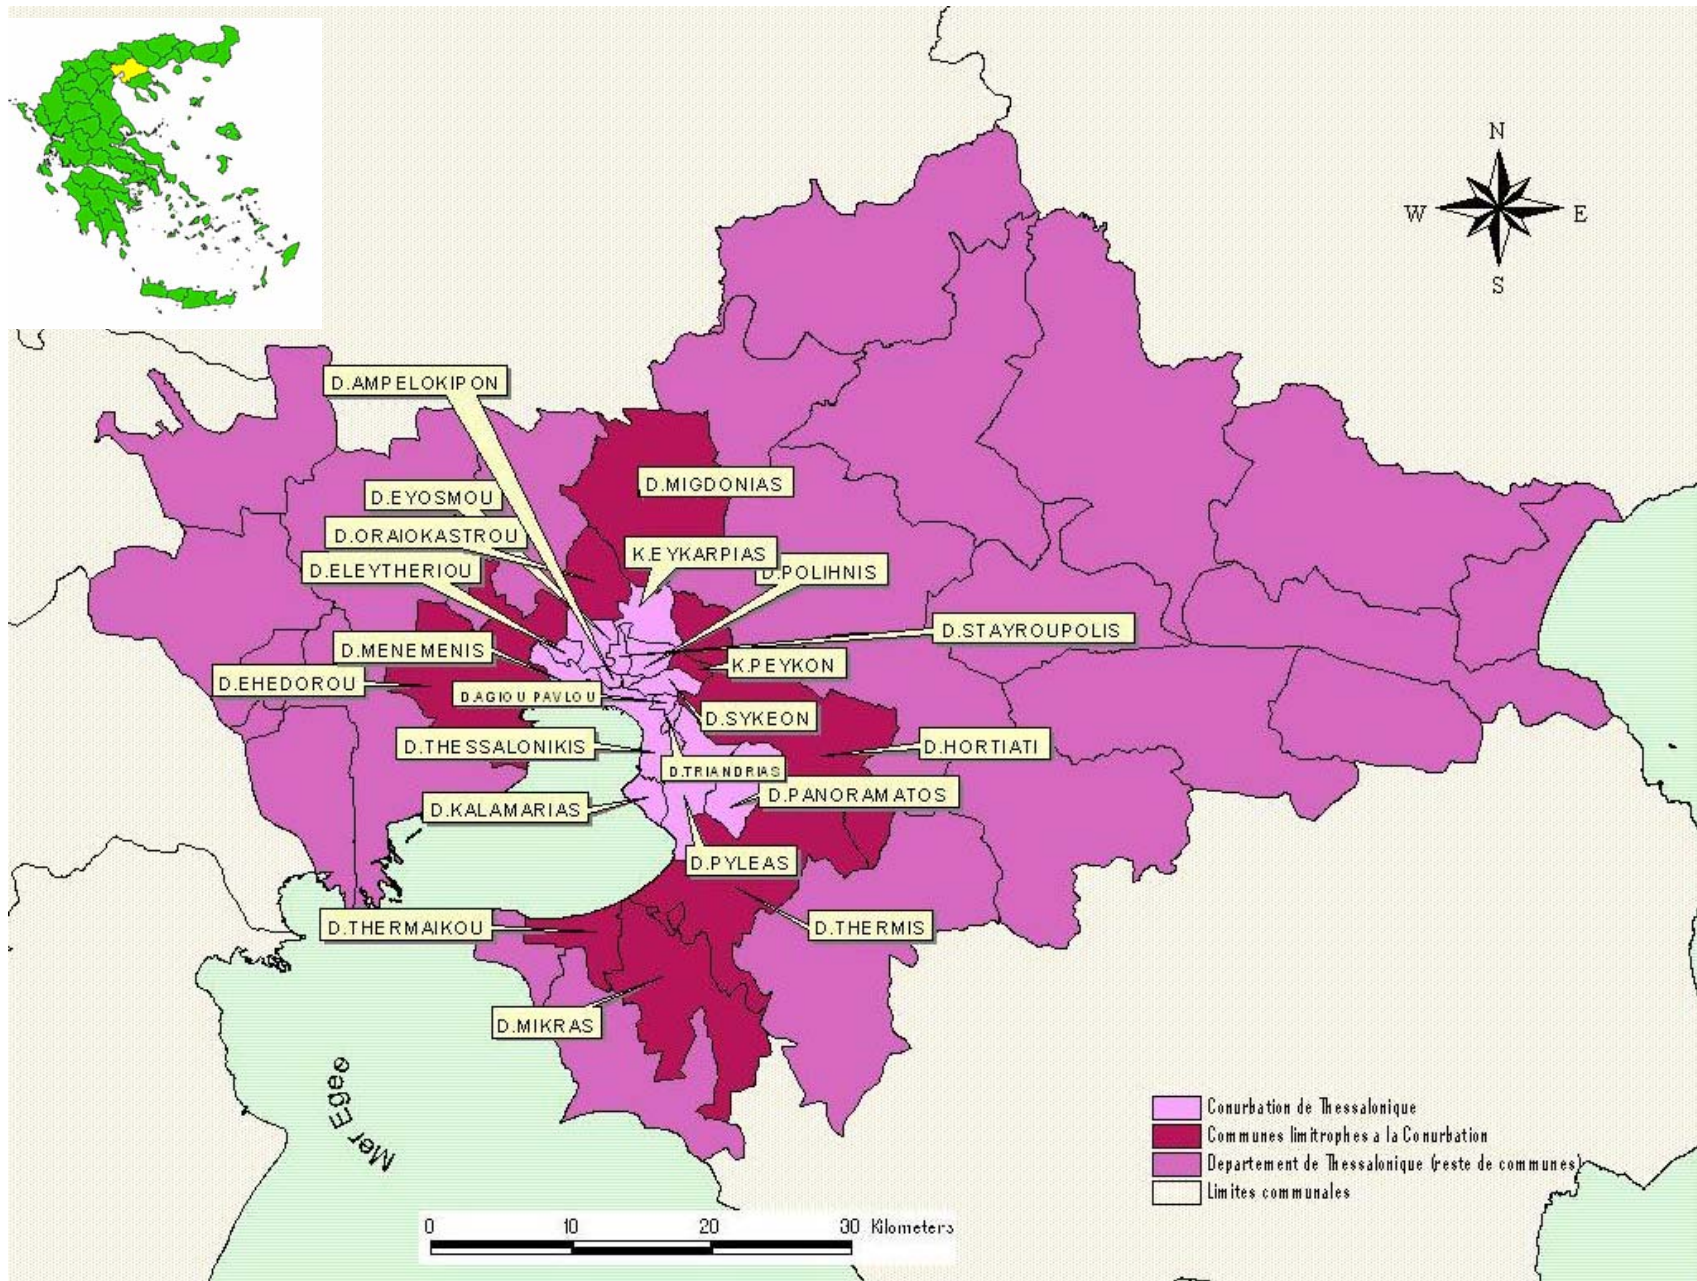 N
W
E
S
D.AMPELOKIPON
D.MIGDONIAS
D.EYOSMOU
D.ORAIOKASTROU
K.EYKARPIAS
D.ELEYTHERIOU
D.POLIHNIS
D.STAYROUPOLIS
D.MENEMENIS
K.PEYKON
D.EHEDOROU
D.AGIOU PAVLOU
D.SYKEON
D.THESSALONIKIS
D.HORTIATI
D.TRIANDRIAS
D.PANORAMATOS
D.KALAMARIAS
D.PYLEAS
D.THERMAIKOU
D.THERMIS
D.MIKRAS
Mer Egee
Conurbation de Thessalonique
Communes limitrophes a la Conurbation
Departement de Thessalonique (reste de communes)
Limites communales
0 10 20 30 Kilometers